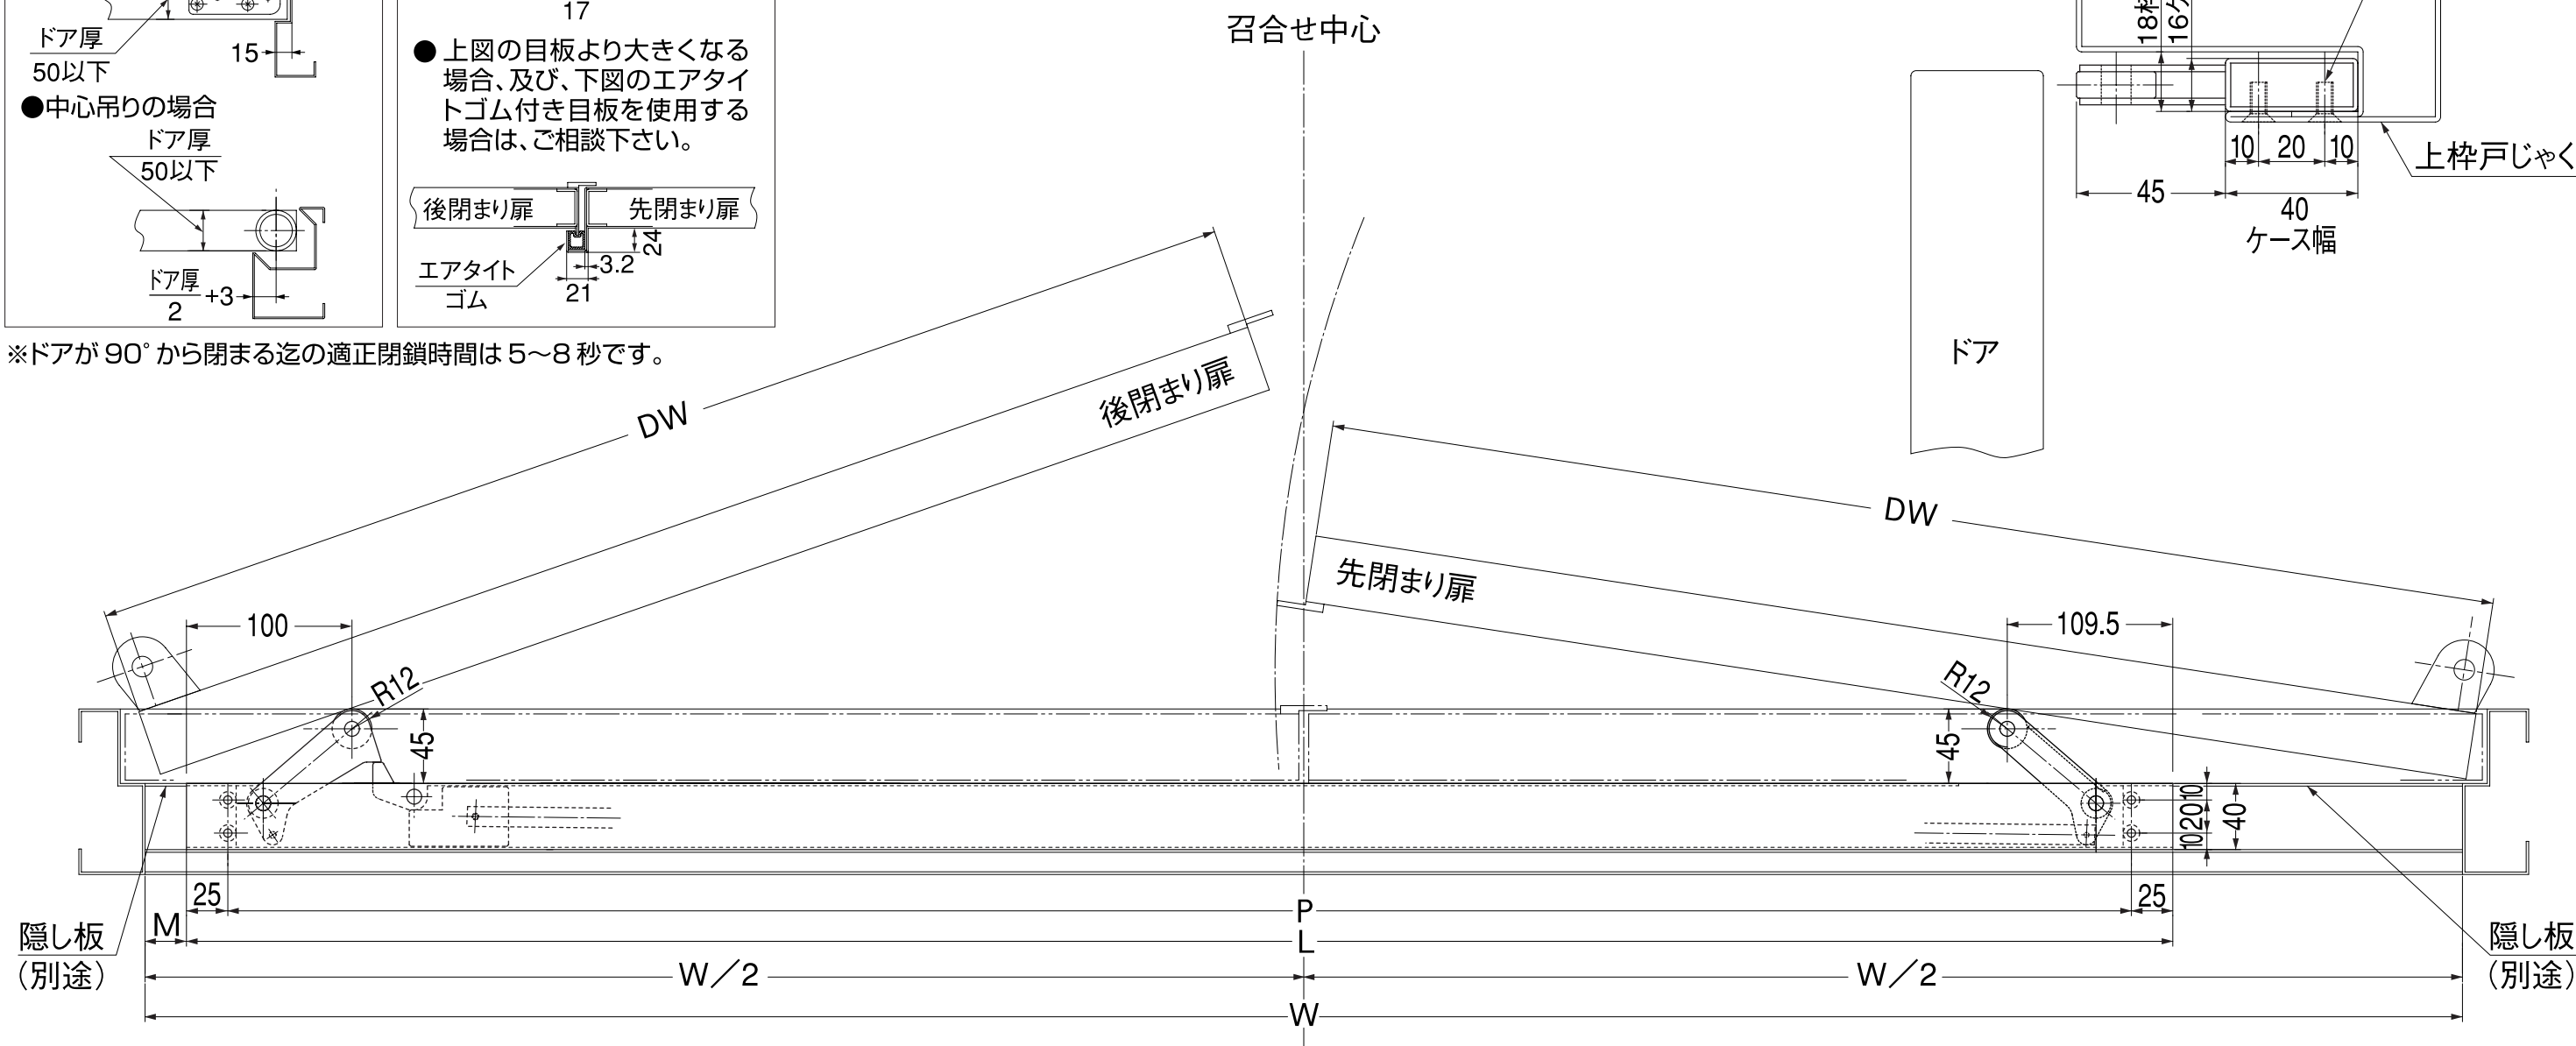 ドア厚
50以下
15
●中心吊りの場合
ドア厚
50以下
ドア厚
2
+3
17
● 上図の目板より大きくなる
場合、及び、下図のエアタイ
トゴム付き目板を使用する
場合は、ご相談下さい。
後閉まり扉
先閉まり扉
24
3.2
21
エアタイト
ゴム
※ドアが90°から閉まる迄の適正閉鎖時間は5～8秒です。
召合せ中心
ドア
18枠
16ケ
10
20
10
45
40
ケース幅
上枠戸じゃく
DW
後閉まり扉
DW
先閉まり扉
100
R12
45
109.5
R12
45
10
20
10
40
25
P
25
M
L
隠し板
（別途）
隠し板
（別途）
W／2
W／2
W